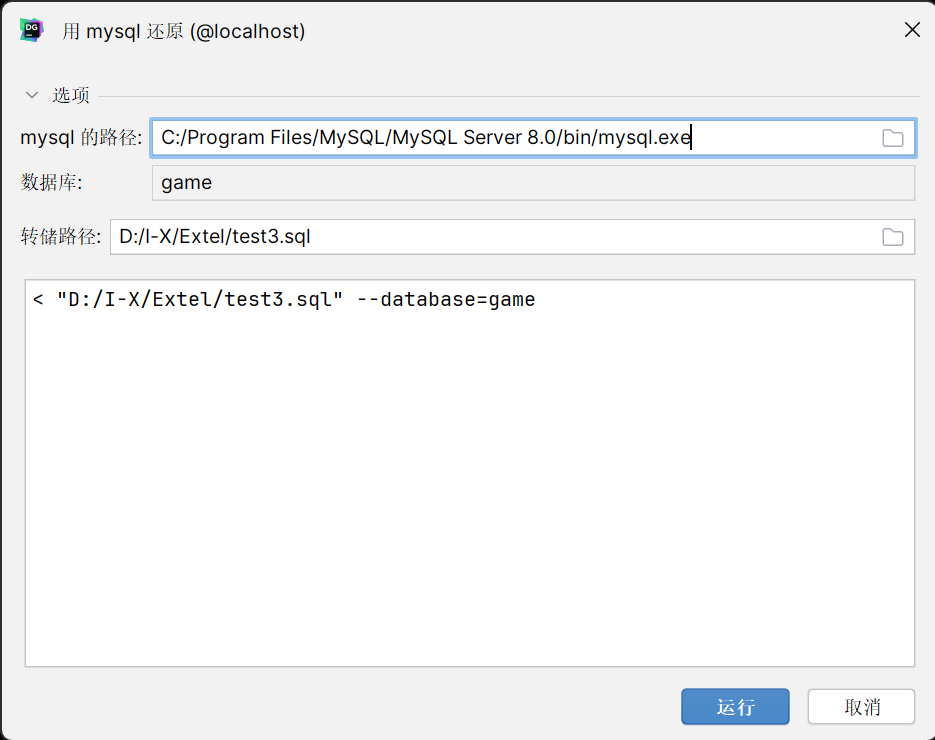 DG
用 mysql 还原 (@localhost)
选项
mysql 的路径: C:/Program Files/MySQL/MySQL Server 8.0/bin/mysql.exe
数据库: game
转储路径: D:/I-X/Extel/test3.sql
< "D:/I-X/Extel/test3.sql" --database=game
运行 取消